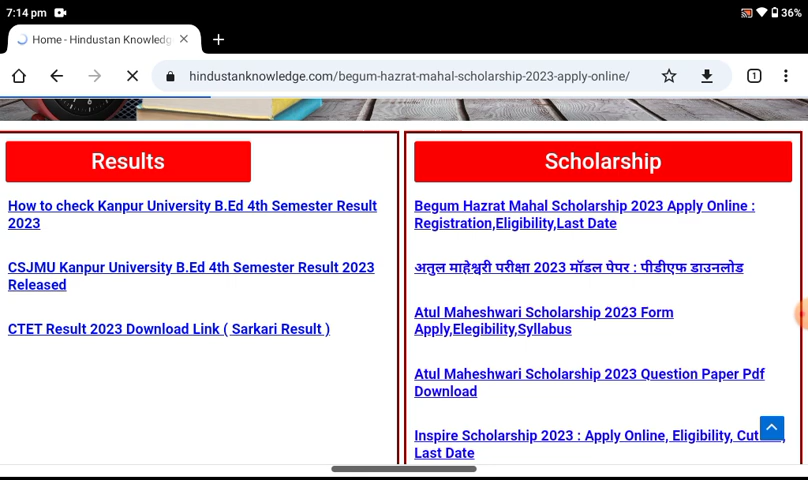 7:14 pm
36%
Home - Hindustan Knowledg
hindustanknowledge.com/begum-hazrat-mahal-scholarship-2023-apply-online/
1
Results
How to check Kanpur University B.Ed 4th Semester Result
2023
CSJMU Kanpur University B.Ed 4th Semester Result 2023
Released
CTET Result 2023 Download Link ( Sarkari Result )
Scholarship
Begum Hazrat Mahal Scholarship 2023 Apply Online :
Registration,Eligibility,Last Date
अतुल माहेश्वरी परीक्षा 2023 मॉडल पेपर : पीडीएफ डाउनलोड
Atul Maheshwari Scholarship 2023 Form
Apply,Elegibility,Syllabus
Atul Maheshwari Scholarship 2023 Question Paper Pdf
Download
Inspire Scholarship 2023 : Apply Online, Eligibility,
Last Date